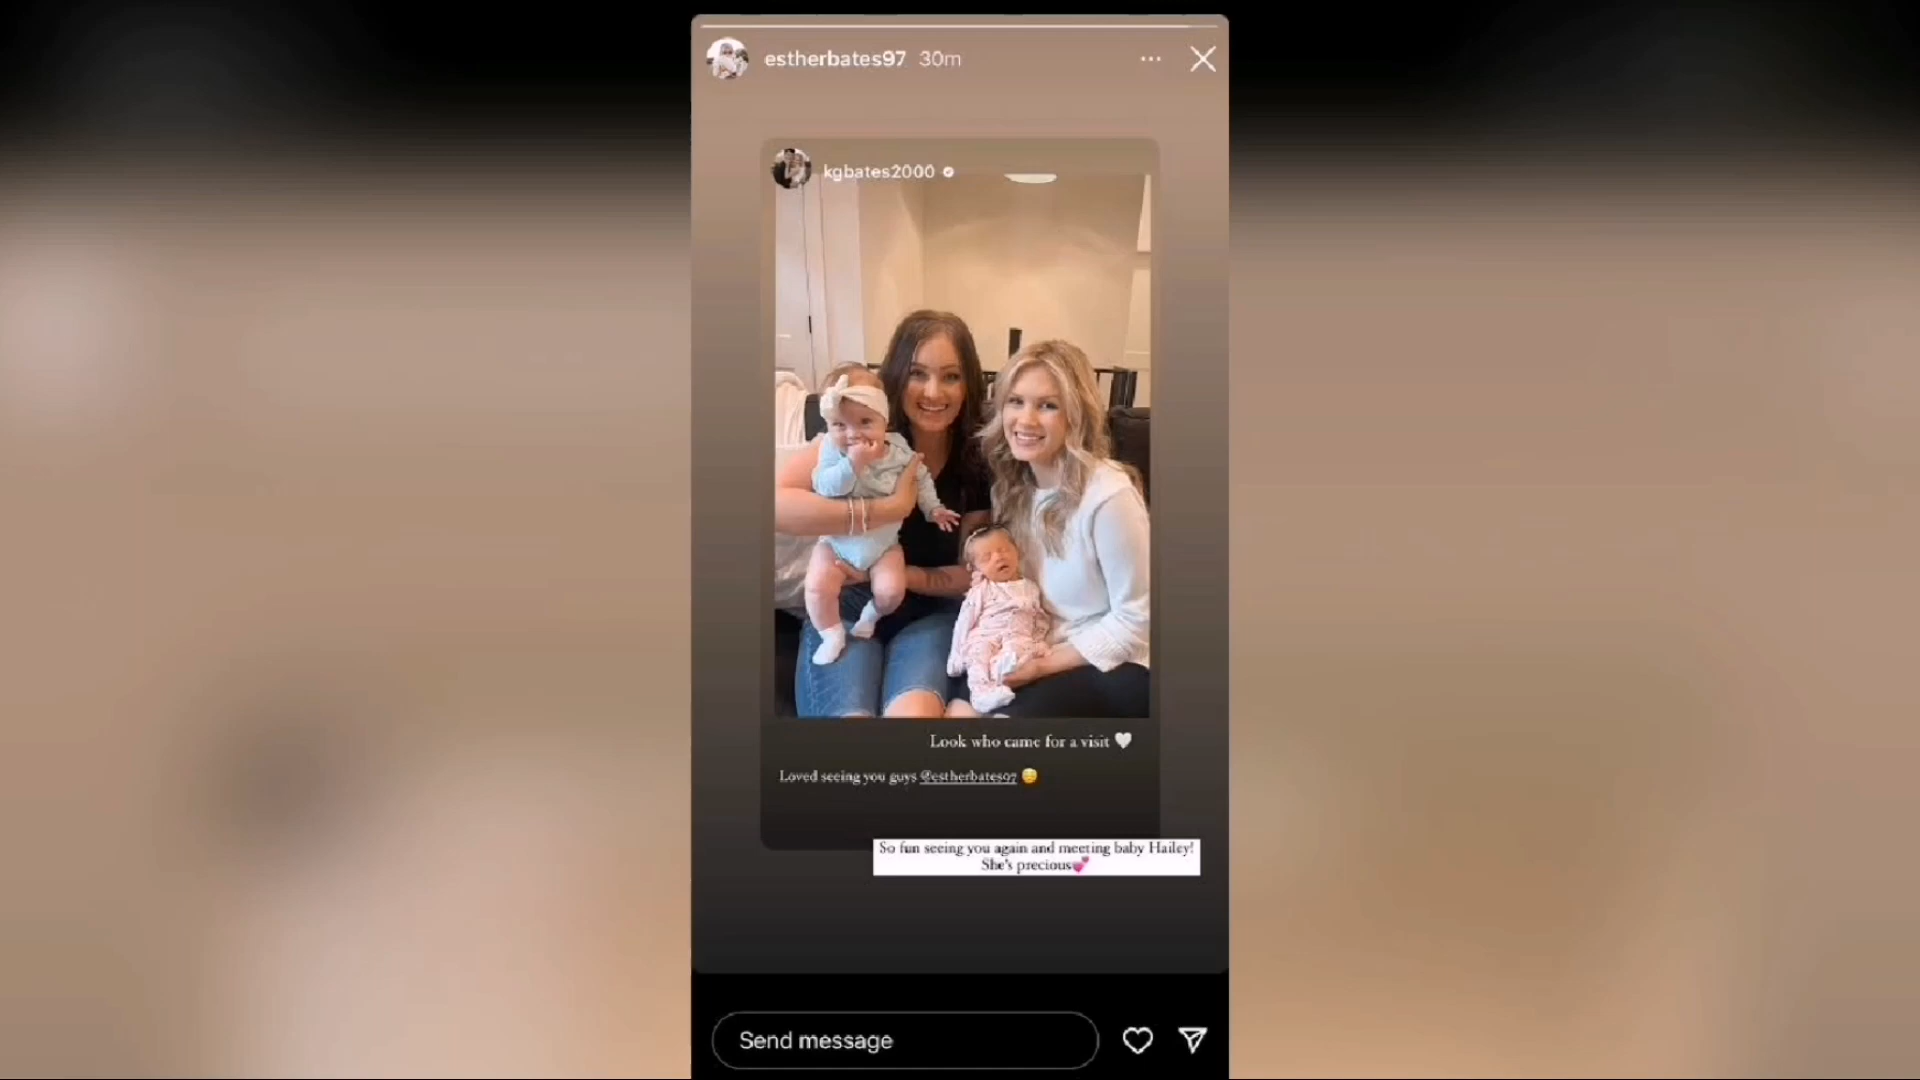 estherbates97 30m
kgbates2000
Look who came for a visit 🤍
Loved seeing you guys @estherbates97 😇
So fun seeing you again and meeting baby Hailey!
She's precious💕
Send message